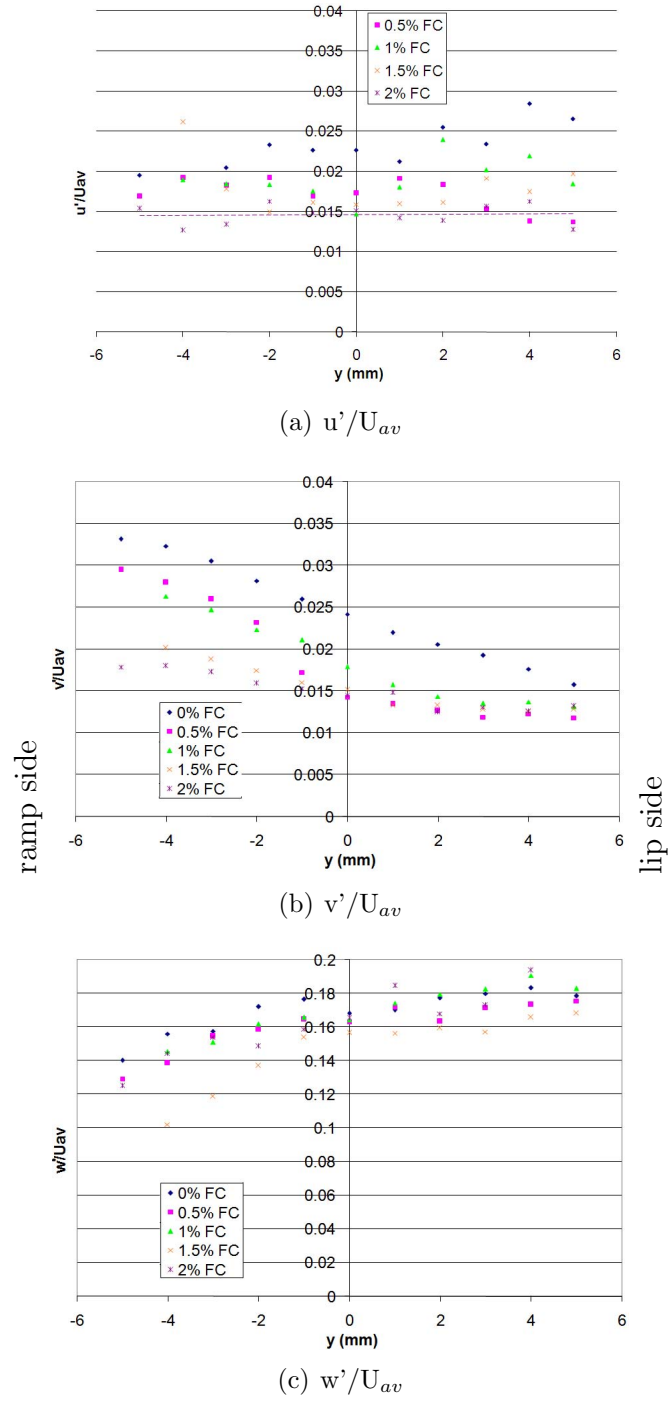 0.04
0.035
0.03
0.025
0.02
0.015
0.01
0.005
0
0.5% FC
1% FC
1.5% FC
2% FC
u'/Uav
-6 -4 -2 0 2 4 6
y (mm)
(a) u'/U_av
0.04
0.035
0.03
0.025
0.02
0.015
0.01
0.005
0
0% FC
0.5% FC
1% FC
1.5% FC
2% FC
v'/Uav
-6 -4 -2 0 2 4 6
y (mm)
ramp side
lip side
(b) v'/U_av
0.2
0.18
0.16
0.14
0.12
0.1
0.08
0.06
0.04
0.02
0
0% FC
0.5% FC
1% FC
1.5% FC
2% FC
w'/Uav
-6 -4 -2 0 2 4 6
y (mm)
(c) w'/U_av